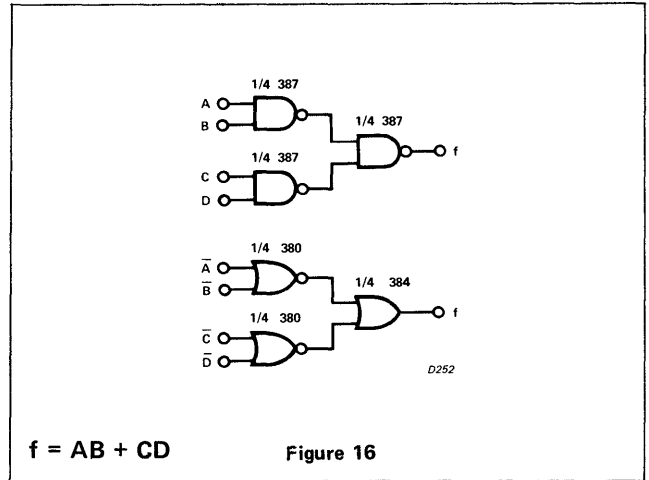 1/4 387
A
B
1/4 387
f
1/4 387
C
D
1/4 380
A̅
B̅
1/4 384
f
1/4 380
C̅
D̅
D252
f = AB + CD
Figure 16